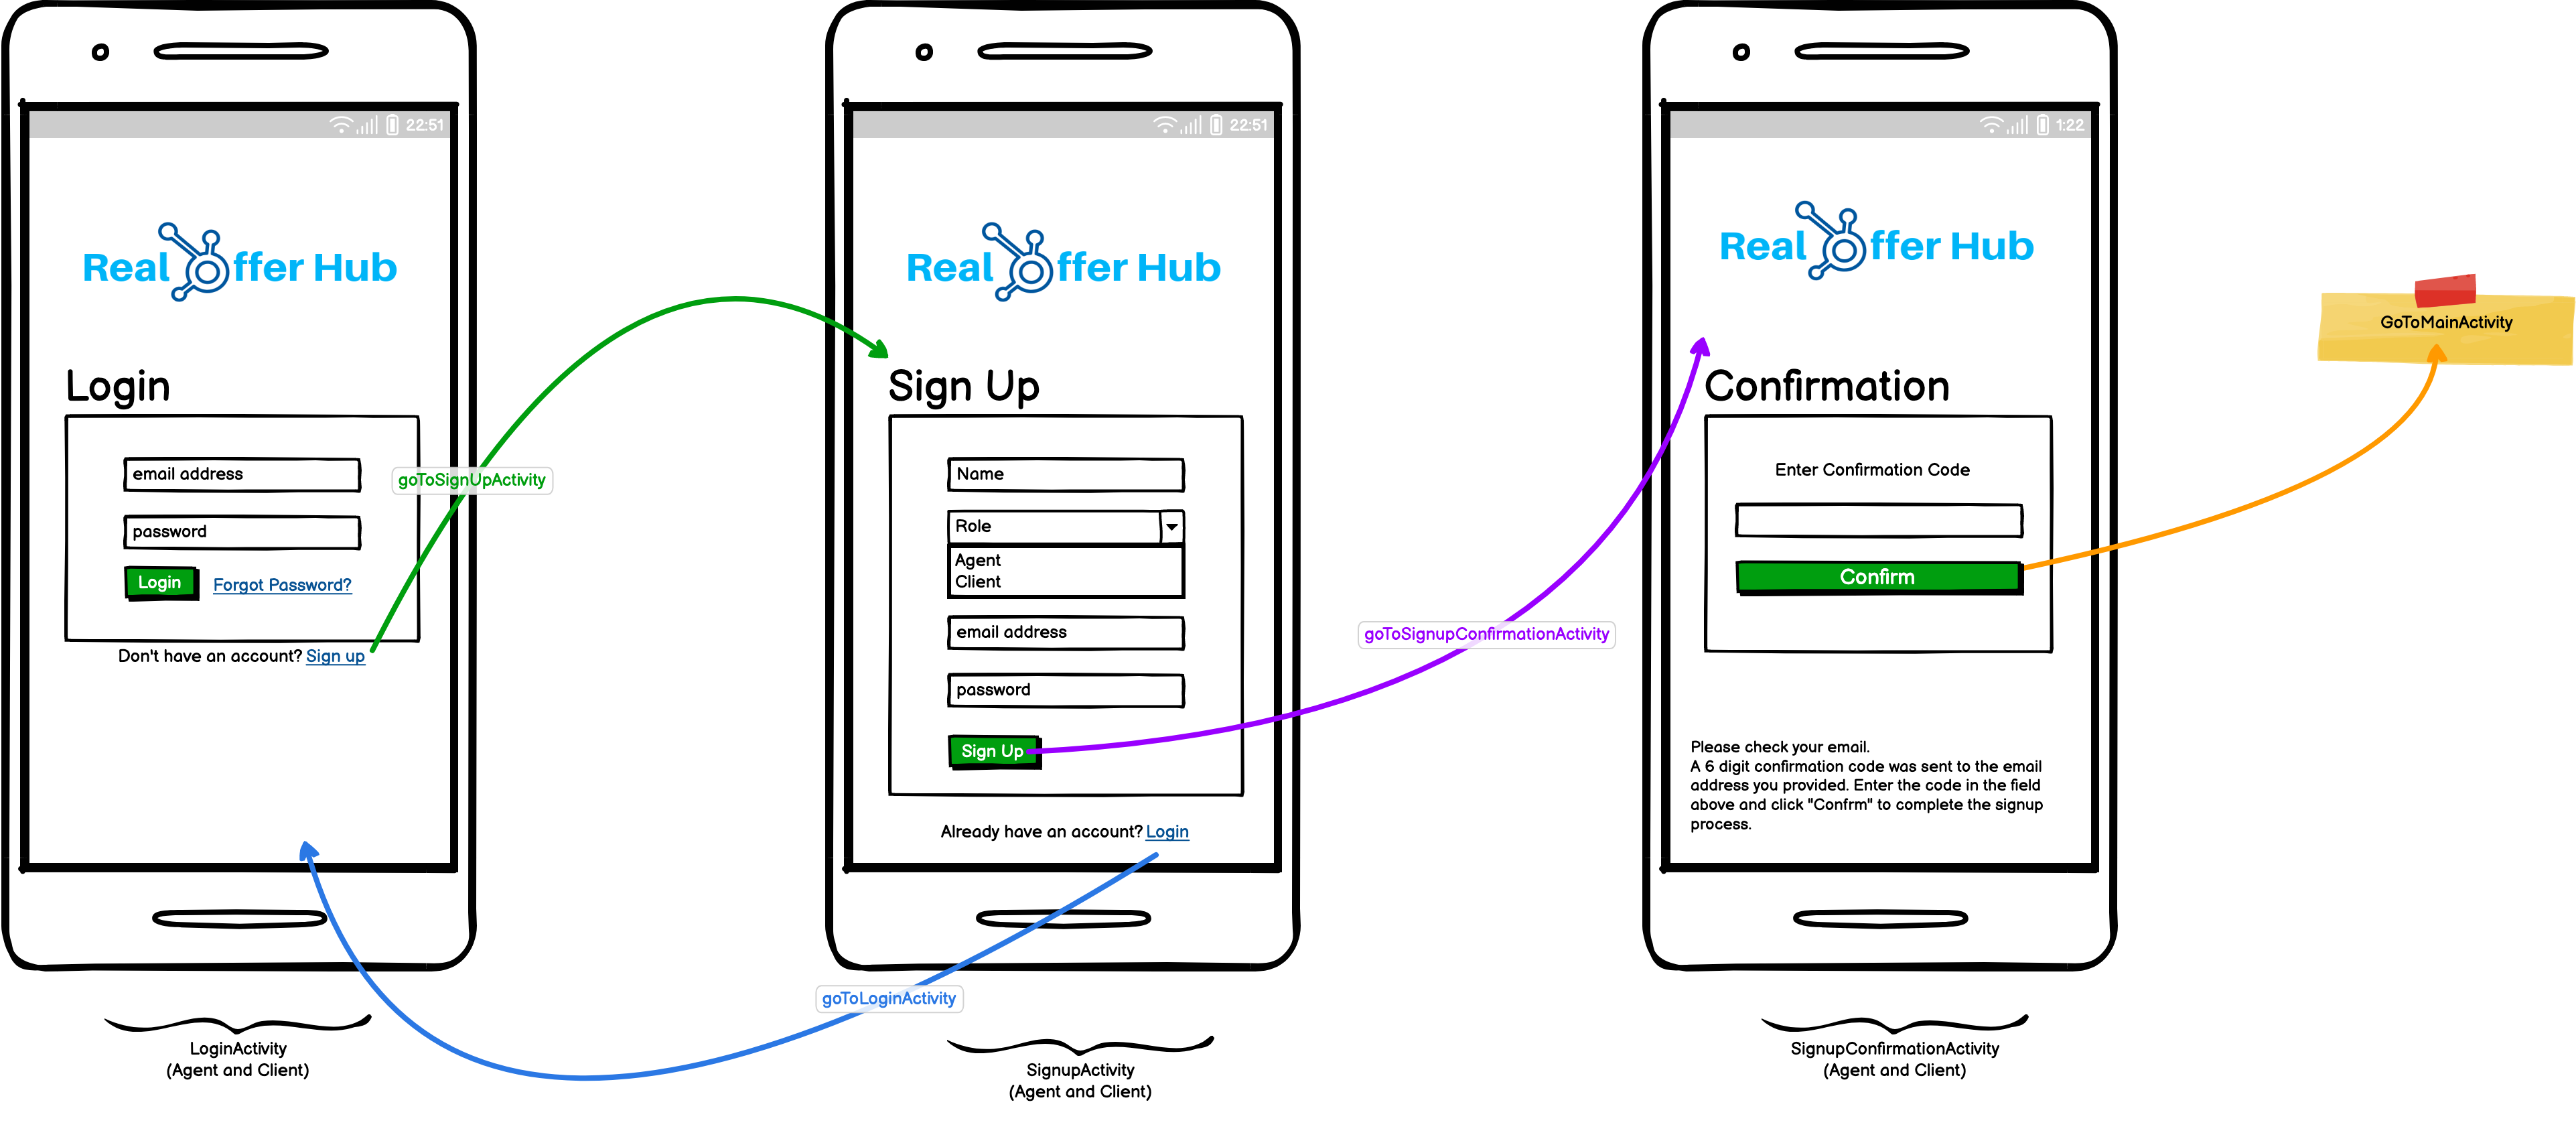 22:51
Real Offer Hub
Login
email address
password
Login Forgot Password?
Don't have an account? Sign up
LoginActivity
(Agent and Client)
goToSignUpActivity
22:51
Real Offer Hub
Sign Up
Name
Role
Agent
Client
email address
password
Sign Up
Already have an account? Login
goToLoginActivity
SignupActivity
(Agent and Client)
goToSignupConfirmationActivity
1:22
Real Offer Hub
Confirmation
Enter Confirmation Code
Confirm
Please check your email.
A 6 digit confirmation code was sent to the email
address you provided. Enter the code in the field
above and click "Confrm" to complete the signup
process.
SignupConfirmationActivity
(Agent and Client)
GoToMainActivity